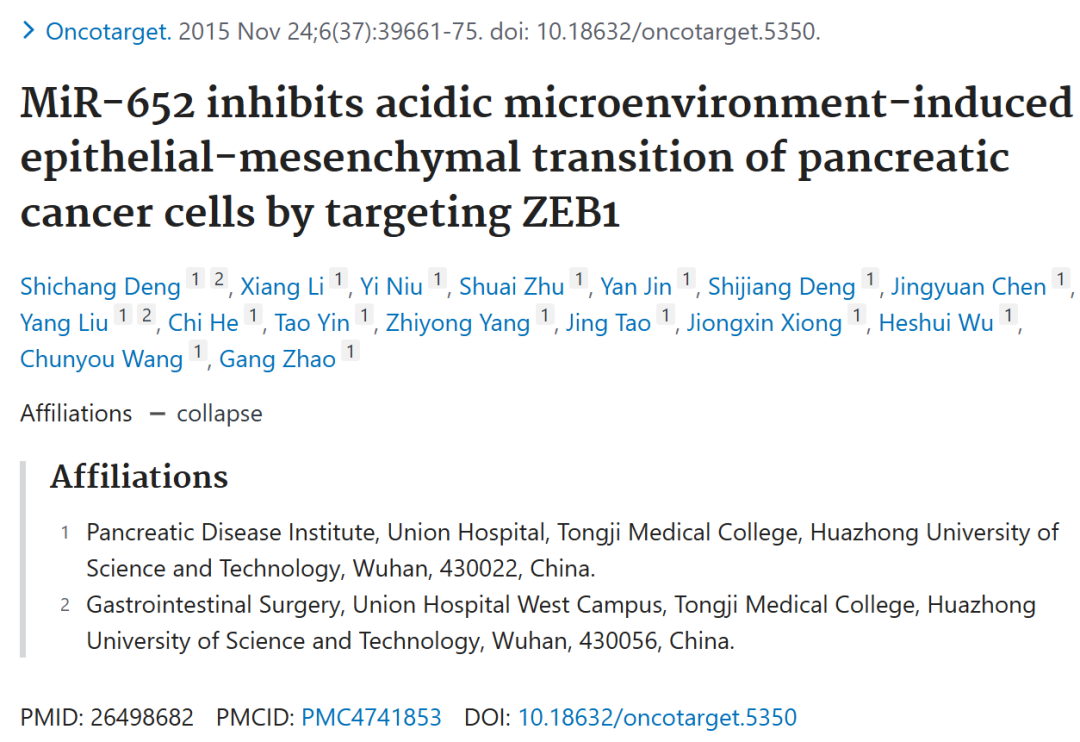 > Oncotarget. 2015 Nov 24;6(37):39661-75. doi: 10.18632/oncotarget.5350.
MiR-652 inhibits acidic microenvironment-induced
epithelial-mesenchymal transition of pancreatic
cancer cells by targeting ZEB1
Shichang Deng 1 2, Xiang Li 1, Yi Niu 1, Shuai Zhu 1, Yan Jin 1, Shijiang Deng 1, Jingyuan Chen 1,
Yang Liu 1 2, Chi He 1, Tao Yin 1, Zhiyong Yang 1, Jing Tao 1, Jiongxin Xiong 1, Heshui Wu 1,
Chunyou Wang 1, Gang Zhao 1
Affiliations — collapse
Affiliations
1 Pancreatic Disease Institute, Union Hospital, Tongji Medical College, Huazhong University of
Science and Technology, Wuhan, 430022, China.
2 Gastrointestinal Surgery, Union Hospital West Campus, Tongji Medical College, Huazhong
University of Science and Technology, Wuhan, 430056, China.
PMID: 26498682 PMCID: PMC4741853 DOI: 10.18632/oncotarget.5350